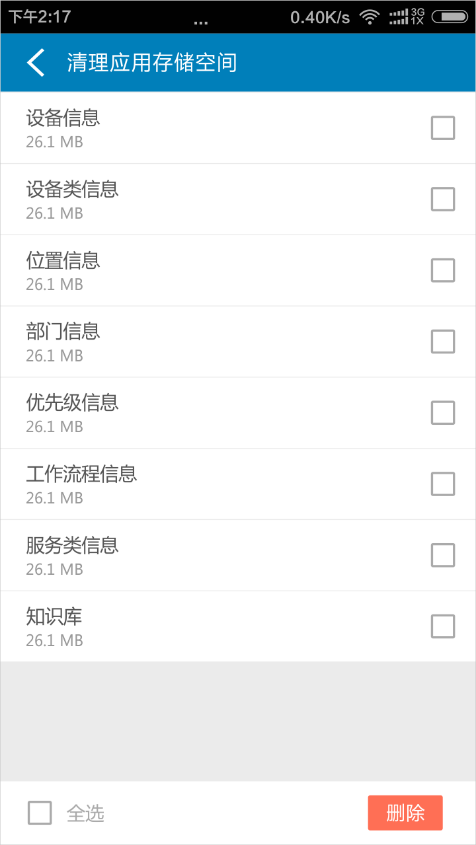 下午2:17 ... 0.40K/s 3G 1X
清理应用存储空间
设备信息
26.1 MB
设备类信息
26.1 MB
位置信息
26.1 MB
部门信息
26.1 MB
优先级信息
26.1 MB
工作流程信息
26.1 MB
服务类信息
26.1 MB
知识库
26.1 MB
全选 删除